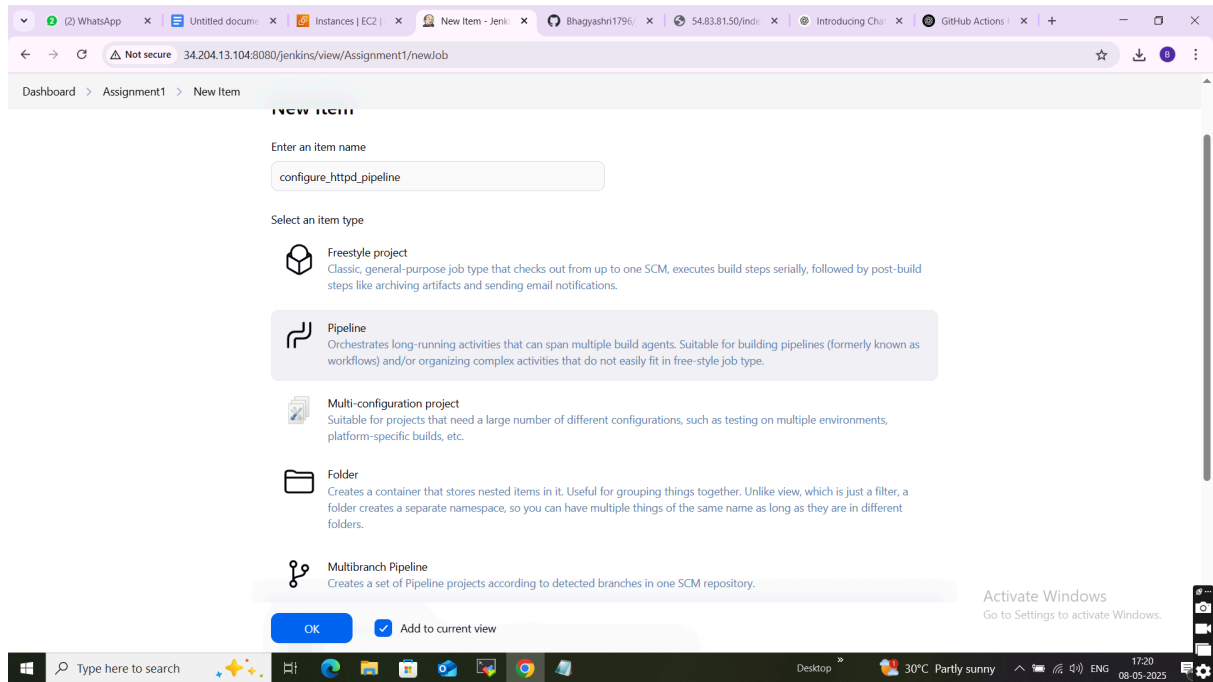 (2) WhatsApp
Untitled docume
Instances | EC2 |
New Item - Jenk
Bhagyashri1796/
54.83.81.50/inde
Introducing Chat
GitHub Actions
Not secure 34.204.13.104:8080/jenkins/view/Assignment1/newJob
B
Dashboard > Assignment1 > New Item
New Item
Enter an item name
configure_httpd_pipeline
Select an item type
Freestyle project
Classic, general-purpose job type that checks out from up to one SCM, executes build steps serially, followed by post-build
steps like archiving artifacts and sending email notifications.
Pipeline
Orchestrates long-running activities that can span multiple build agents. Suitable for building pipelines (formerly known as
workflows) and/or organizing complex activities that do not easily fit in free-style job type.
Multi-configuration project
Suitable for projects that need a large number of different configurations, such as testing on multiple environments,
platform-specific builds, etc.
Folder
Creates a container that stores nested items in it. Useful for grouping things together. Unlike view, which is just a filter, a
folder creates a separate namespace, so you can have multiple things of the same name as long as they are in different
folders.
Multibranch Pipeline
Creates a set of Pipeline projects according to detected branches in one SCM repository.
Activate Windows
Go to Settings to activate Windows.
OK
Add to current view
Type here to search
Desktop
30°C Partly sunny
ENG
17:20
08-05-2025